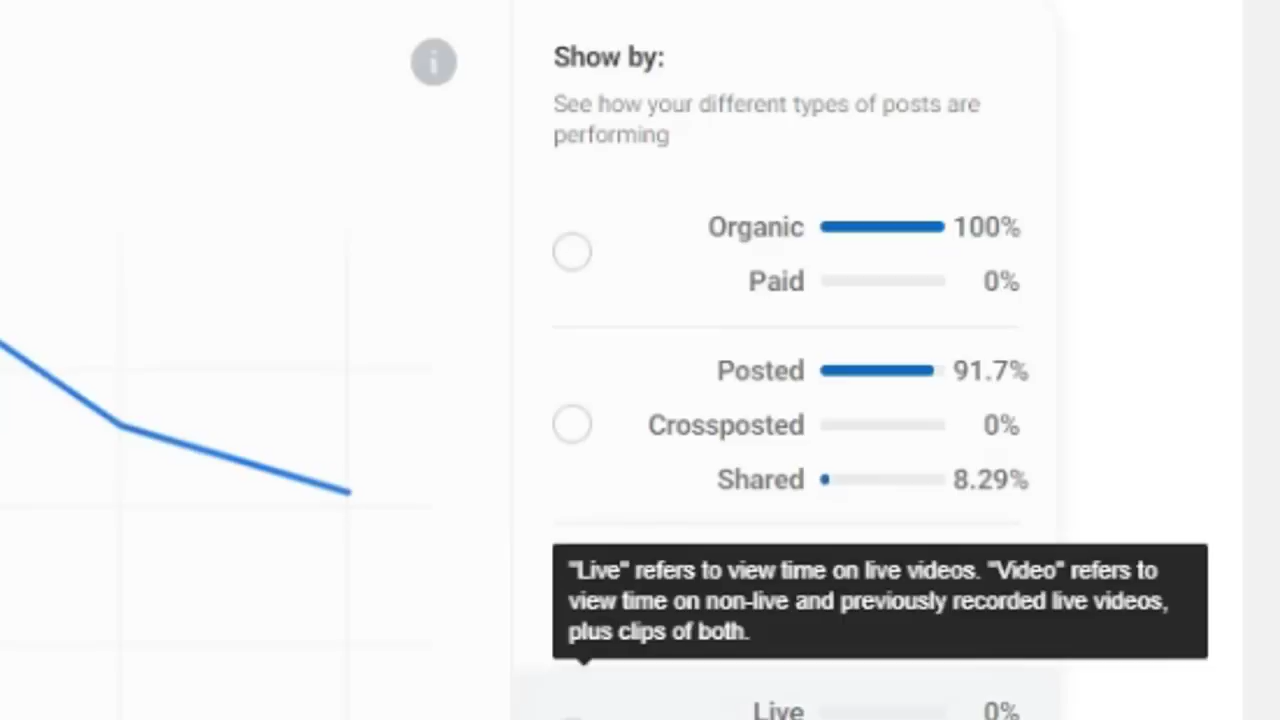 i
Show by:
See how your different types of posts are
performing
Organic 100%
Paid 0%
Posted 91.7%
Crossposted 0%
Shared 8.29%
"Live" refers to view time on live videos. "Video" refers to
view time on non-live and previously recorded live videos,
plus clips of both.
Live 0%